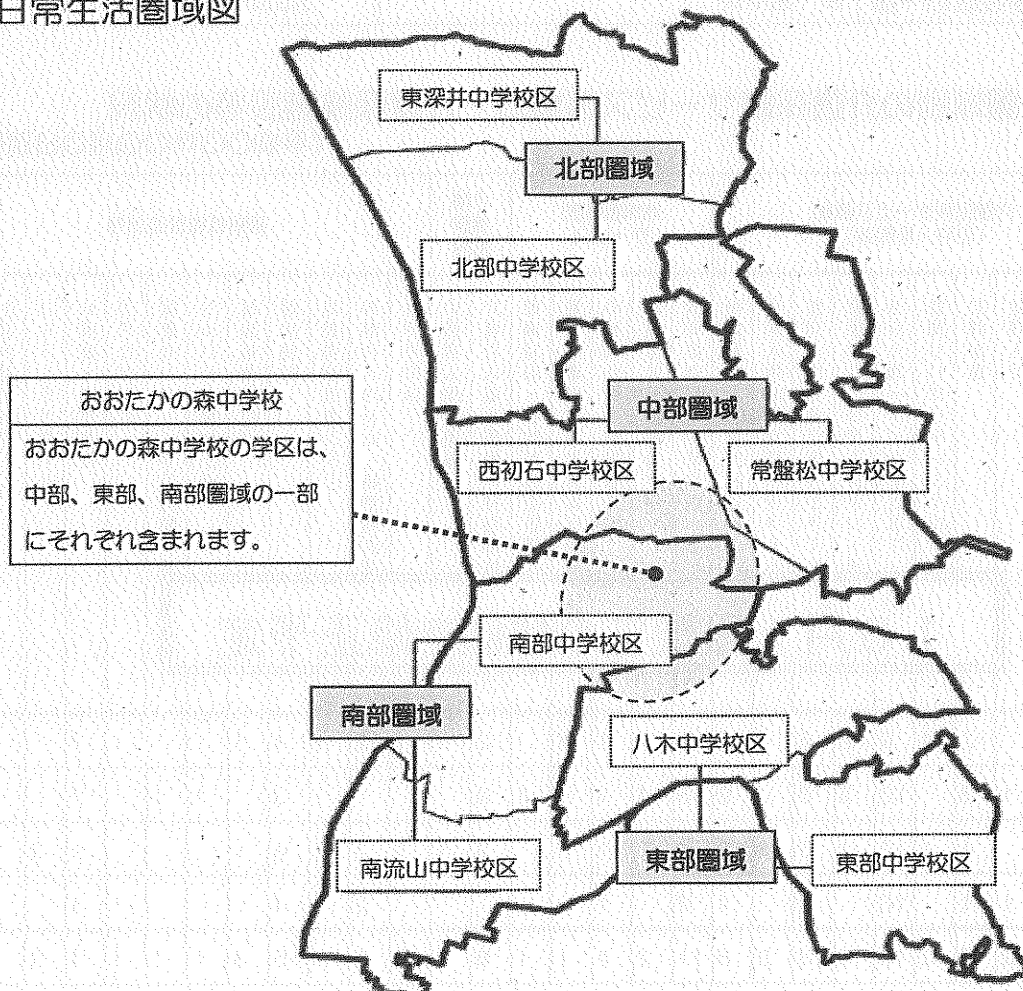 日常生活圏域図
東深井中学校区
北部圏域
北部中学校区
中部圏域
西初石中学校区
常盤松中学校区
おおたかの森中学校
おおたかの森中学校の学区は、
中部、東部、南部圏域の一部
にそれぞれ含まれます。
南部中学校区
南部圏域
八木中学校区
南流山中学校区
東部圏域
東部中学校区